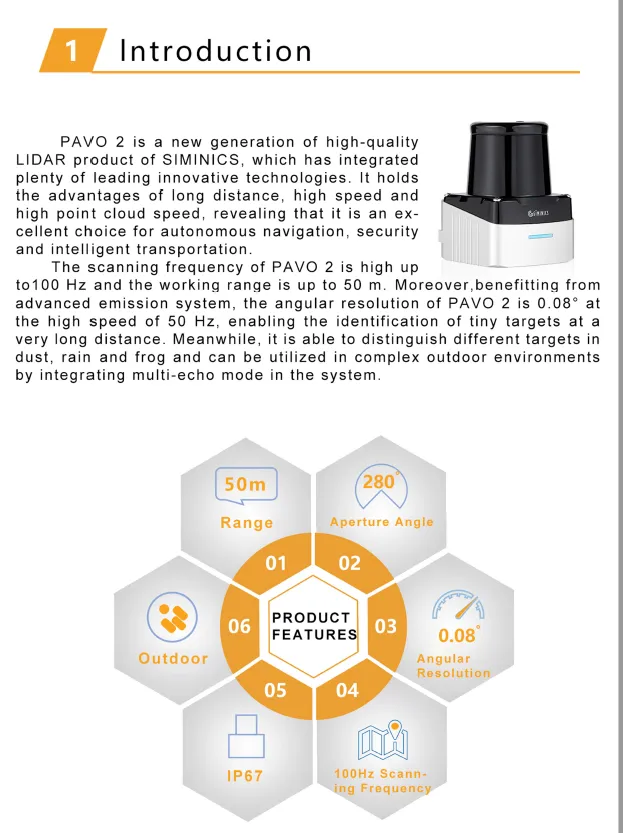 1 Introduction
PAVO 2 is a new generation of high-quality
LIDAR product of SIMINICS, which has integrated
plenty of leading innovative technologies. It holds
the advantages of long distance, high speed and
high point cloud speed, revealing that it is an ex-
cellent choice for autonomous navigation, security
and intelligent transportation.
The scanning frequency of PAVO 2 is high up
to100 Hz and the working range is up to 50 m. Moreover,benefitting from
advanced emission system, the angular resolution of PAVO 2 is 0.08° at
the high speed of 50 Hz, enabling the identification of tiny targets at a
very long distance. Meanwhile, it is able to distinguish different targets in
dust, rain and frog and can be utilized in complex outdoor environments
by integrating multi-echo mode in the system.
SIMINICS
50m
Range
280°
Aperture Angle
01
02
06
PRODUCT
FEATURES
03
0.08°
Angular
Resolution
Outdoor
05
04
IP67
100Hz Scann-
ing Frequency